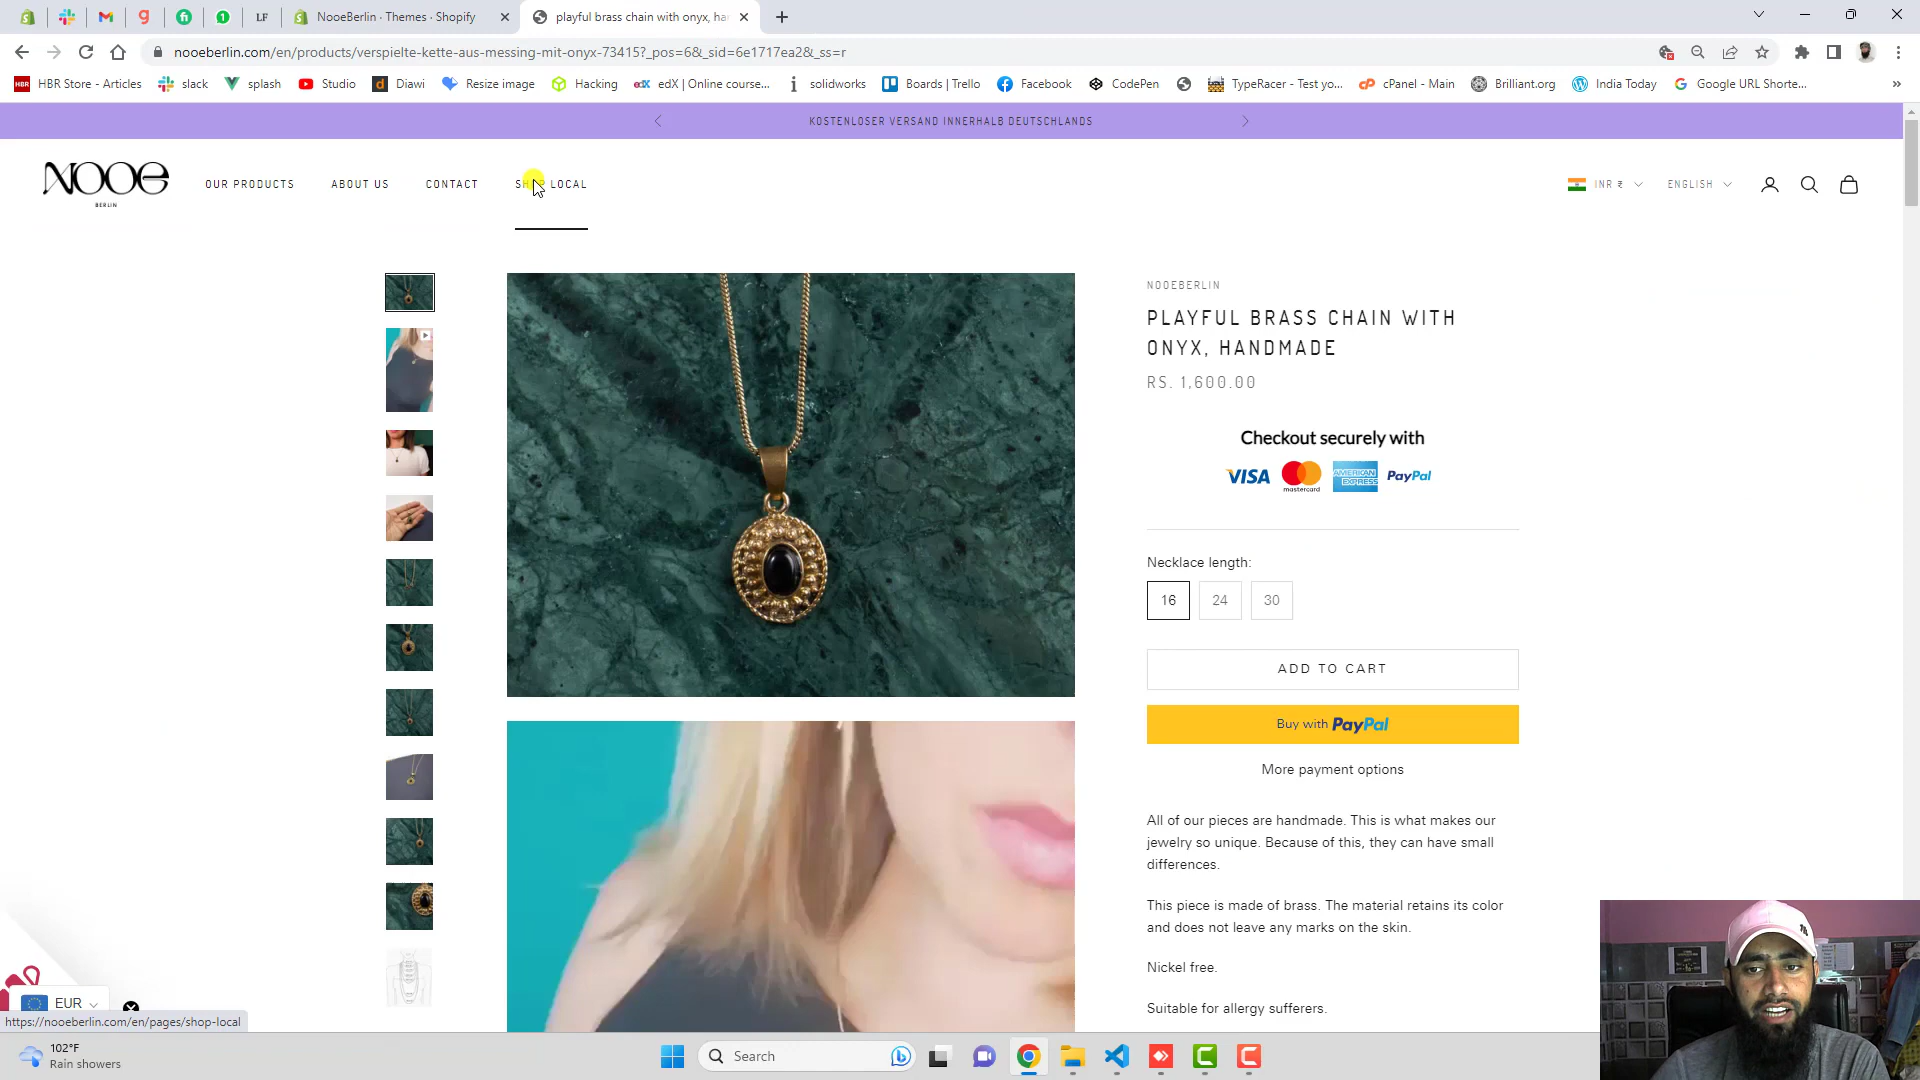 NooeBerlin · Themes · Shopify
playful brass chain with onyx, ha
nooeberlin.com/en/products/verspielte-kette-aus-messing-mit-onyx-73415?_pos=6&_sid=6e1717ea2&_ss=r
HBR Store - Articles
slack
splash
Studio
Diawi
Resize image
Hacking
edX | Online course...
solidworks
Boards | Trello
Facebook
CodePen
TypeRacer - Test yo...
cPanel - Main
Brilliant.org
India Today
Google URL Shorte...
KOSTENLOSER VERSAND INNERHALB DEUTSCHLANDS
NOOE
BERLIN
OUR PRODUCTS
ABOUT US
CONTACT
SHOP LOCAL
INR ₹
ENGLISH
NOOEBERLIN
PLAYFUL BRASS CHAIN WITH
ONYX, HANDMADE
RS. 1,600.00
Checkout securely with
VISA
mastercard
AMERICAN EXPRESS
PayPal
Necklace length:
16
24
30
ADD TO CART
Buy with PayPal
More payment options
All of our pieces are handmade. This is what makes our
jewelry so unique. Because of this, they can have small
differences.
This piece is made of brass. The material retains its color
and does not leave any marks on the skin.
Nickel free.
Suitable for allergy sufferers.
EUR
https://nooeberlin.com/en/pages/shop-local
102°F
Rain showers
Search